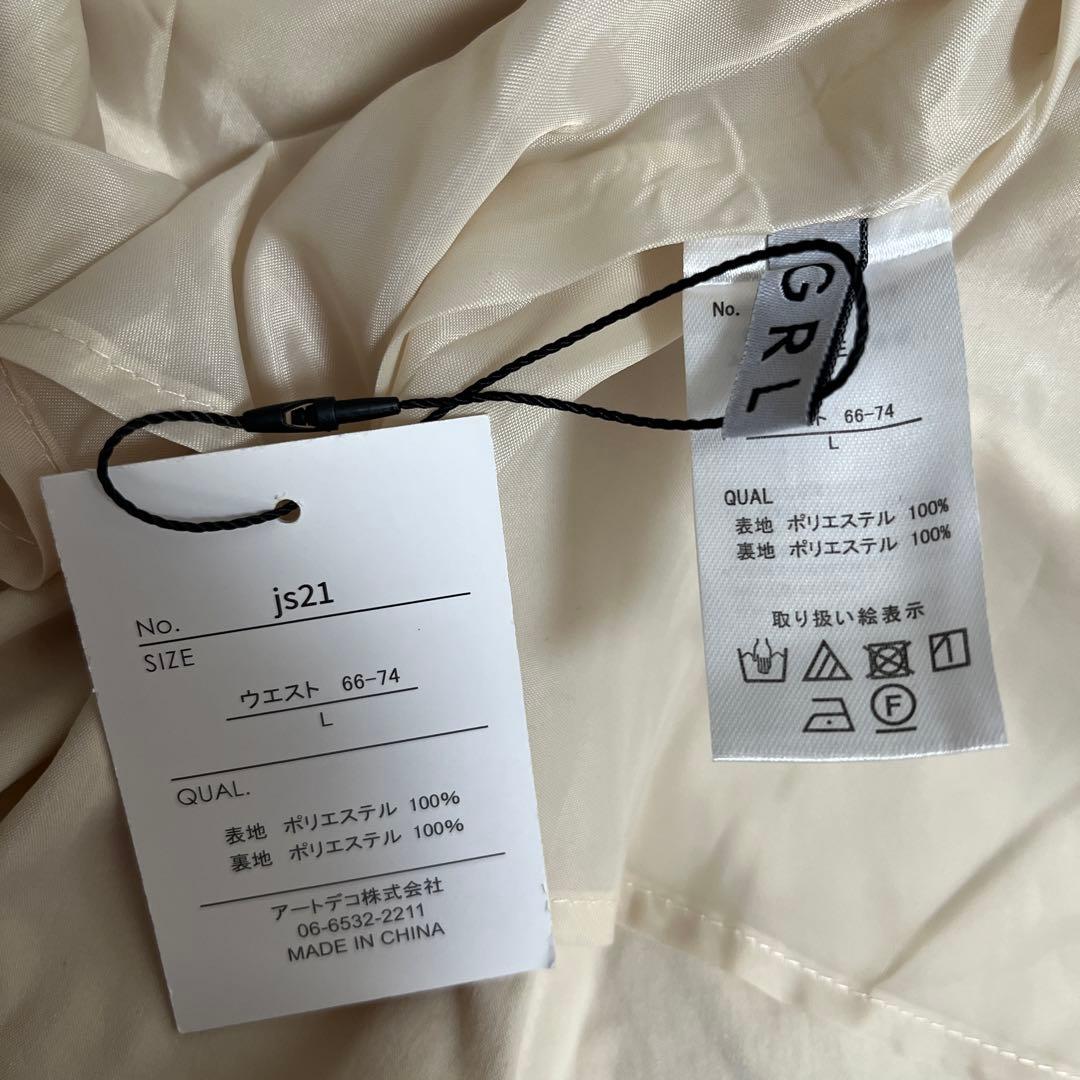 No. js21
SIZE
ウエスト 66-74
L
QUAL.
表地 ポリエステル 100%
裏地 ポリエステル 100%
アートデコ株式会社
06-6532-2211
MADE IN CHINA
GRL
No.
66-74
L
QUAL
表地 ポリエステル 100%
裏地 ポリエステル 100%
取り扱い絵表示
F